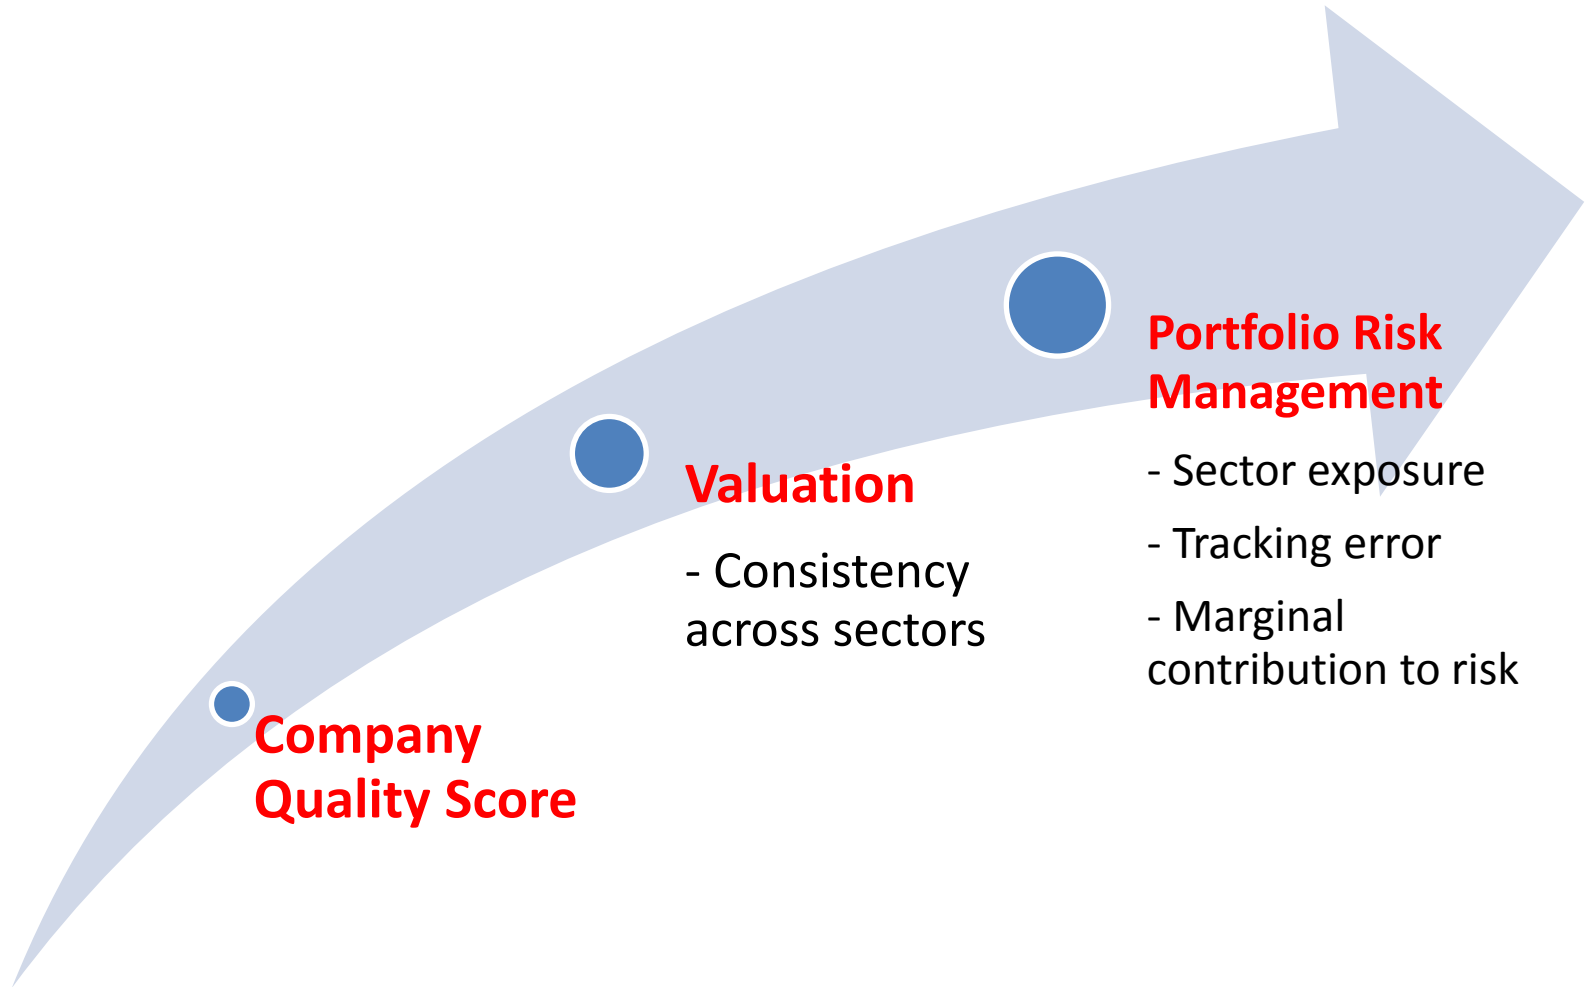 Company
Quality Score
Valuation
- Consistency
across sectors
Portfolio Risk
Management
- Sector exposure
- Tracking error
- Marginal
contribution to risk